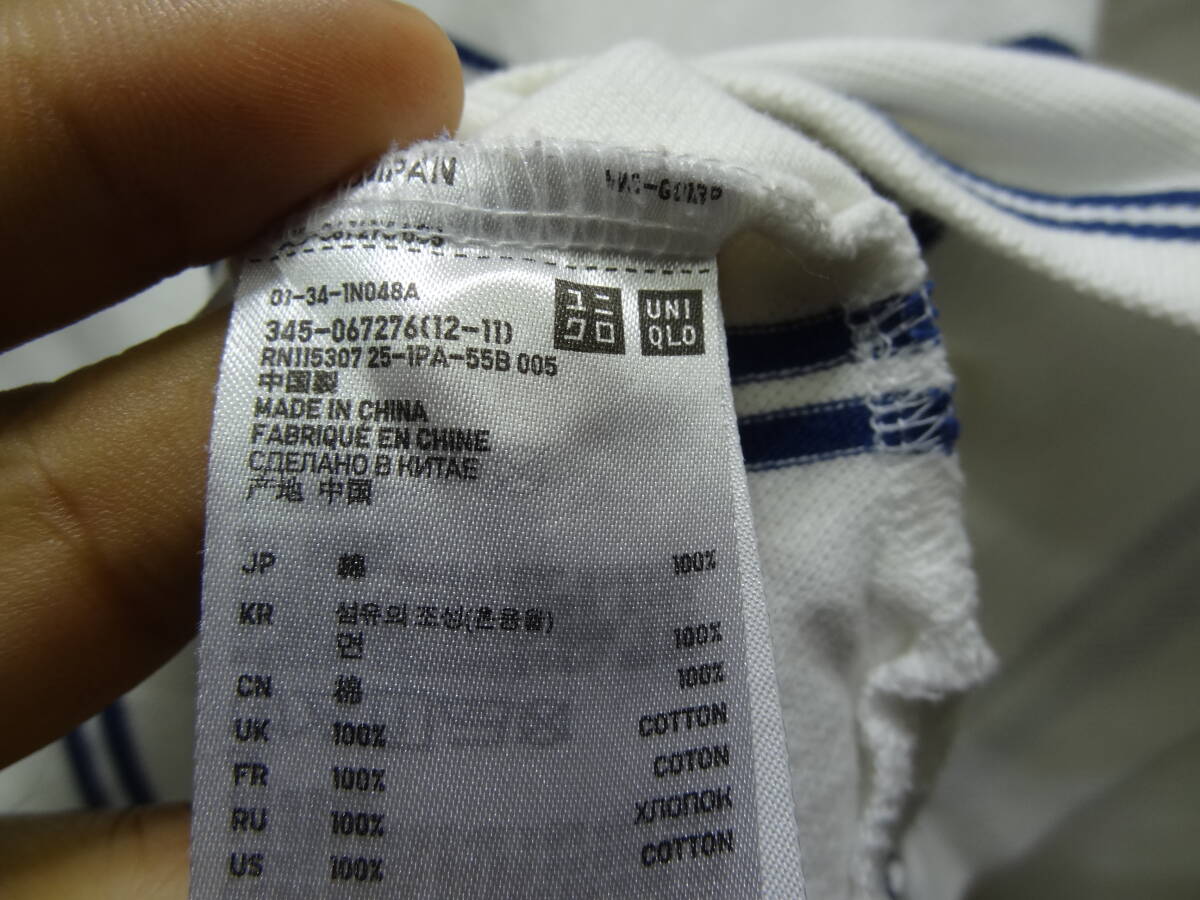 01-34-1N048A
345-067276(12-11)
ユニ
クロ
UNI
QLO
RN115307 25-1PA-55B 005
中国製
MADE IN CHINA
FABRIQUÉ EN CHINE
СДЕЛАНО В КИТАЕ
产地 中国
JP 綿 100%
KR 섬유의 조성(혼용율)
면 100%
CN 棉 100%
UK 100% COTTON
FR 100% COTON
RU 100% ХЛОПОК
US 100% COTTON